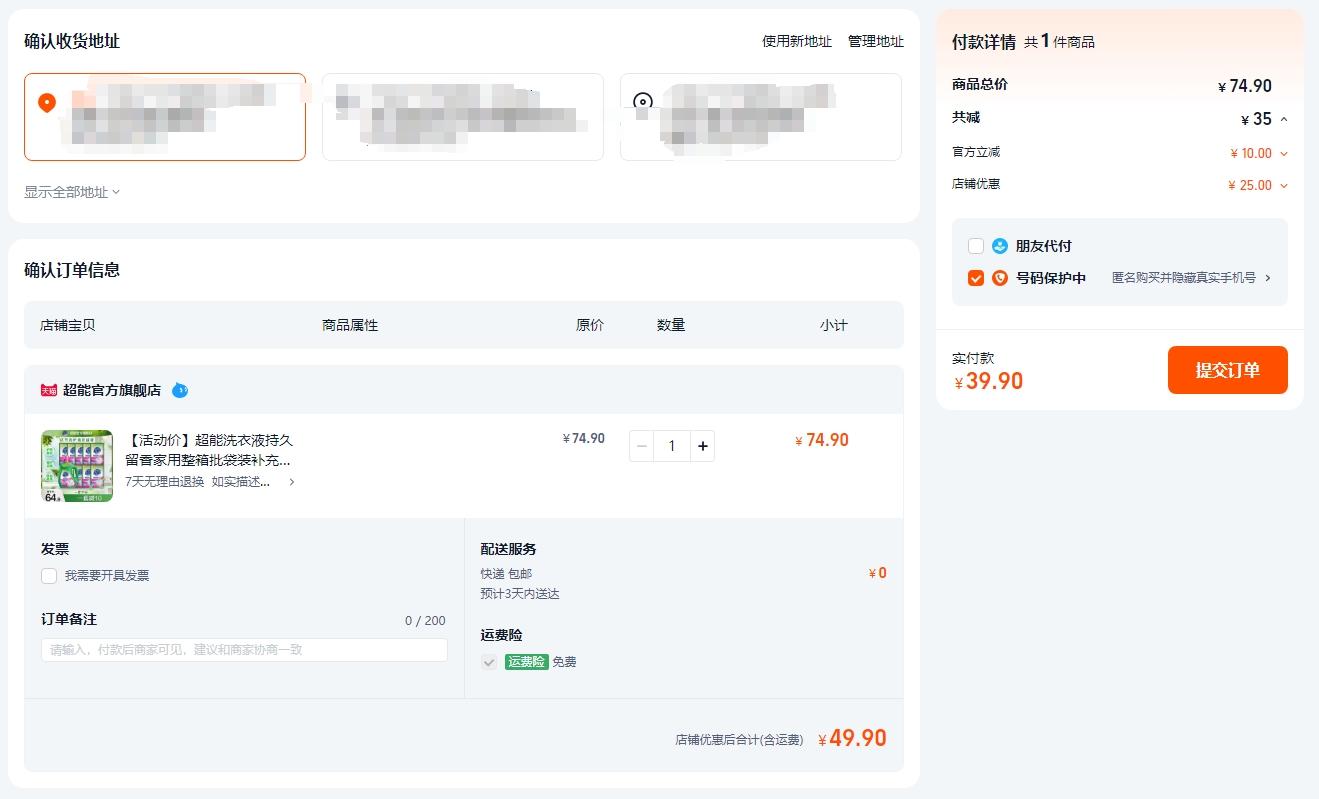 确认收货地址
使用新地址 管理地址
显示全部地址
确认订单信息
店铺宝贝 商品属性 原价 数量 小计
天猫 超能官方旗舰店
【活动价】超能洗衣液持久
留香家用整箱批袋装补充...
7天无理由退换 如实描述...
¥74.90
1
¥ 74.90
发票
我需要开具发票
订单备注 0 / 200
请输入，付款后商家可见，建议和商家协商一致
配送服务
快递 包邮 ¥0
预计3天内送达
运费险
运费险 免费
店铺优惠后合计(含运费) ¥49.90
付款详情 共1件商品
商品总价 ¥ 74.90
共减 ¥ 35
官方立减 ¥ 10.00
店铺优惠 ¥ 25.00
朋友代付
号码保护中 匿名购买并隐藏真实手机号
实付款
¥39.90
提交订单